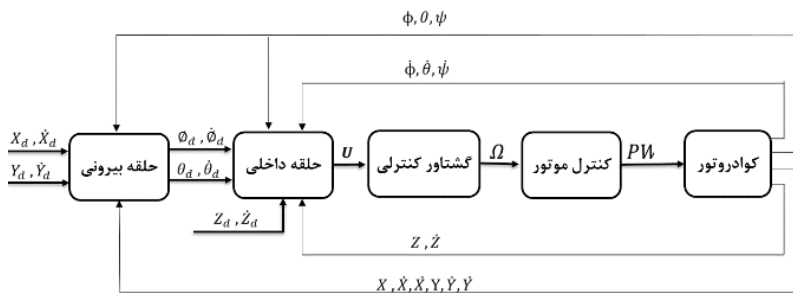 ϕ, θ, ψ
ϕ̇, θ̇, ψ̇
X_d , Ẋ_d
Y_d , Ẏ_d
حلقه بیرونی
∅_d , ∅̇_d
θ_d , θ̇_d
حلقه داخلی
U
گشتاور کنترلی
Ω
کنترل موتور
PW
کوادروتور
Z_d , Ż_d
Z , Ż
X , Ẋ, Ẍ, Y, Ẏ, Ÿ